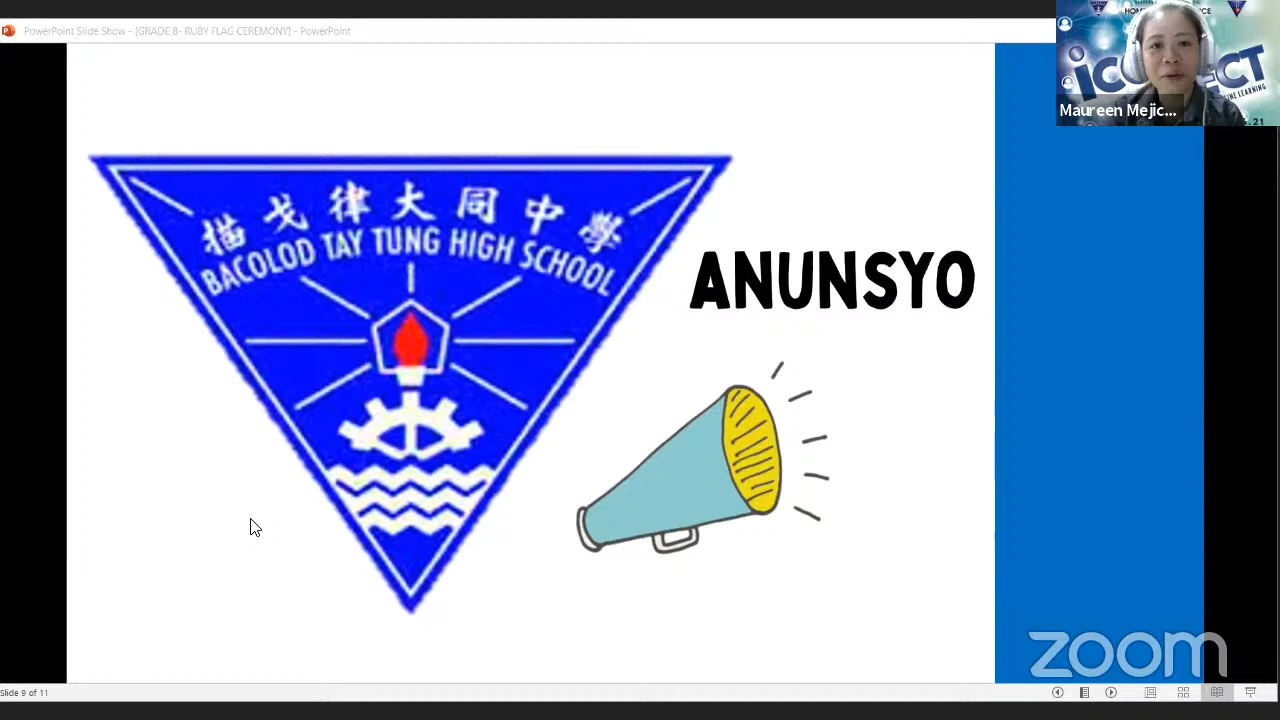 PowerPoint Slide Show - [GRADE 8- RUBY FLAG CEREMONY] - PowerPoint
Maureen Mejic...
描戈律大同中學
BACOLOD TAY TUNG HIGH SCHOOL
ANUNSYO
zoom
Slide 9 of 11